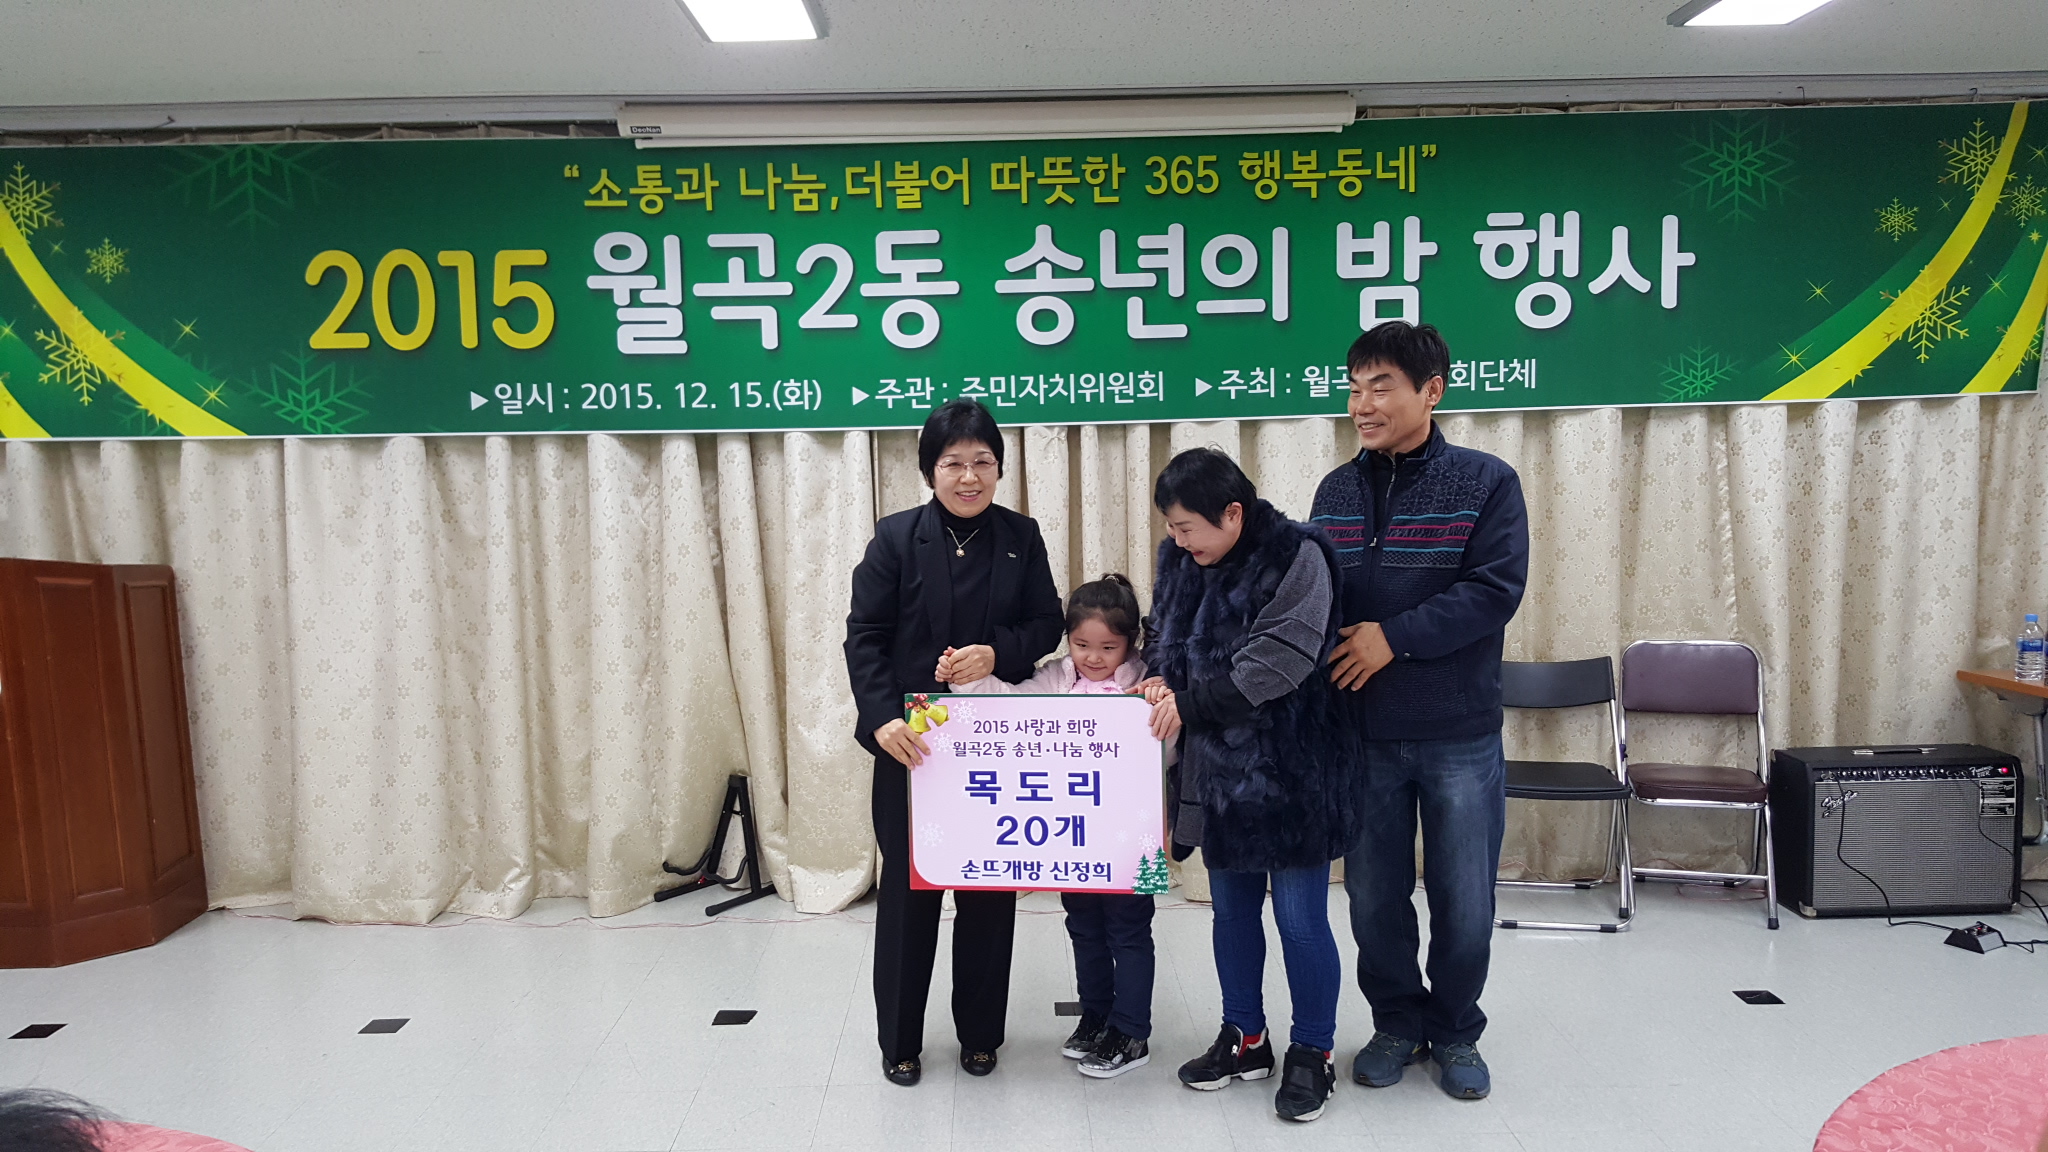 DeoNan
“소통과 나눔, 더불어 따뜻한 365 행복동네”
2015 월곡2동 송년의 밤 행사
▶일시 : 2015. 12. 15.(화) ▶주관 : 주민자치위원회 ▶주최 : 월곡 회단체
2015 사랑과 희망
월곡2동 송년·나눔 행사
목도리
20개
손뜨개방 신정희
Fender